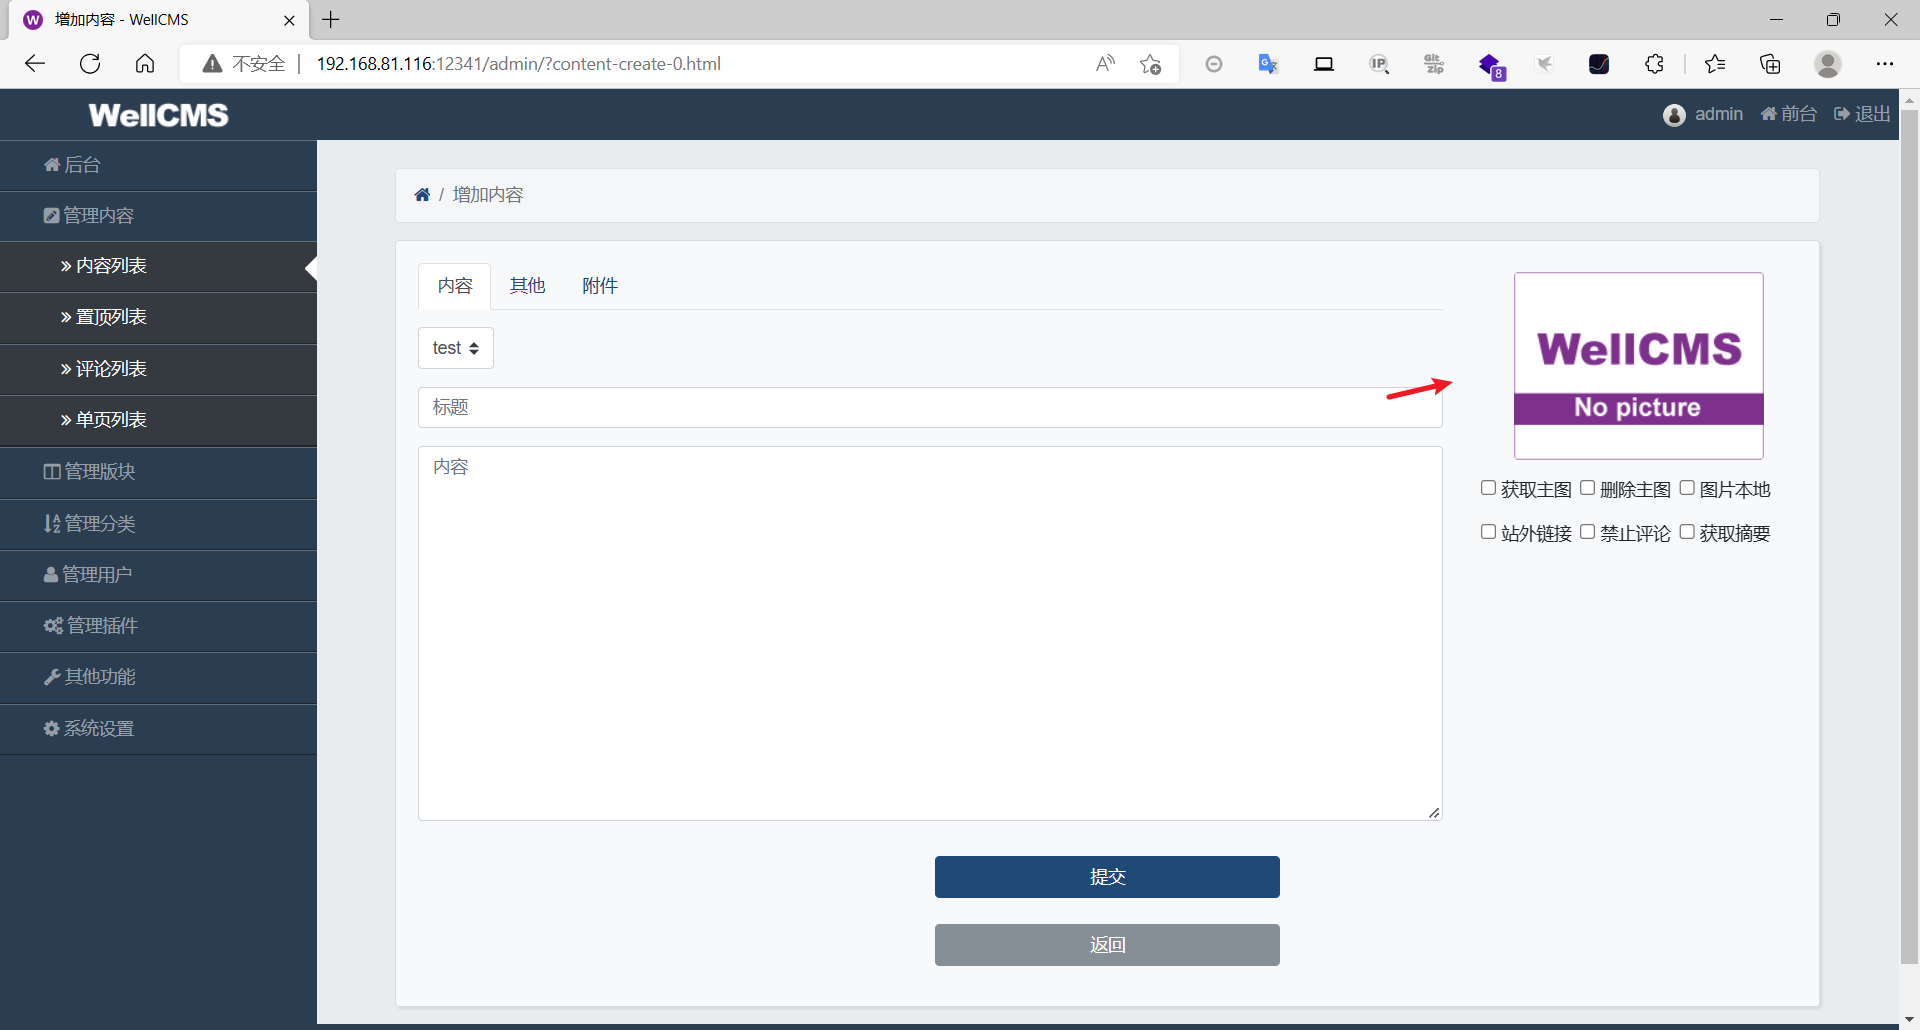 增加内容 - WellCMS
不安全 192.168.81.116:12341/admin/?content-create-0.html
WellCMS
admin 前台 退出
后台
管理内容
内容列表
置顶列表
评论列表
单页列表
管理版块
管理分类
管理用户
管理插件
其他功能
系统设置
/ 增加内容
内容 其他 附件
test
标题
内容
WellCMS
No picture
获取主图 删除主图 图片本地
站外链接 禁止评论 获取摘要
提交
返回